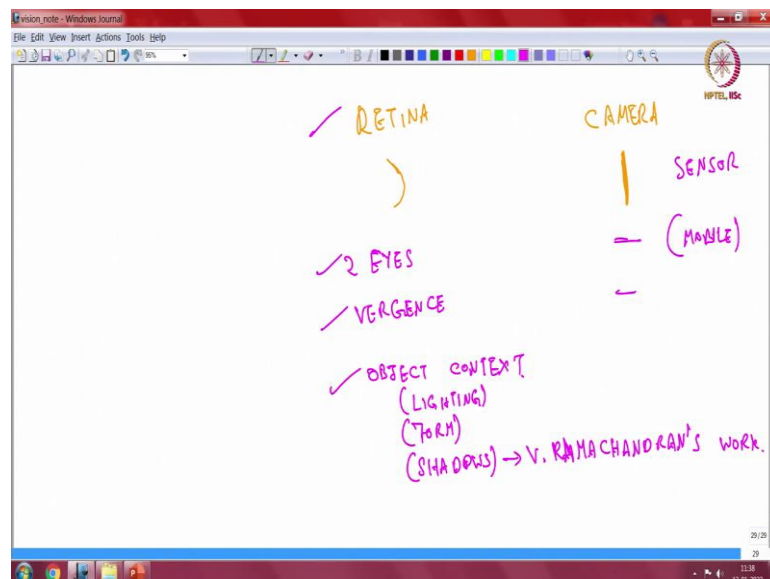 vision_note - Windows Journal
File Edit View Insert Actions Tools Help
NPTEL, IISc
RETINA CAMERA
SENSOR
2 EYES (MOBILE)
VERGENCE
OBJECT CONTEXT
(LIGHTING)
(FORM)
(SHADOWS) → V. RAMACHANDRAN'S WORK.
29/29
29
11:38